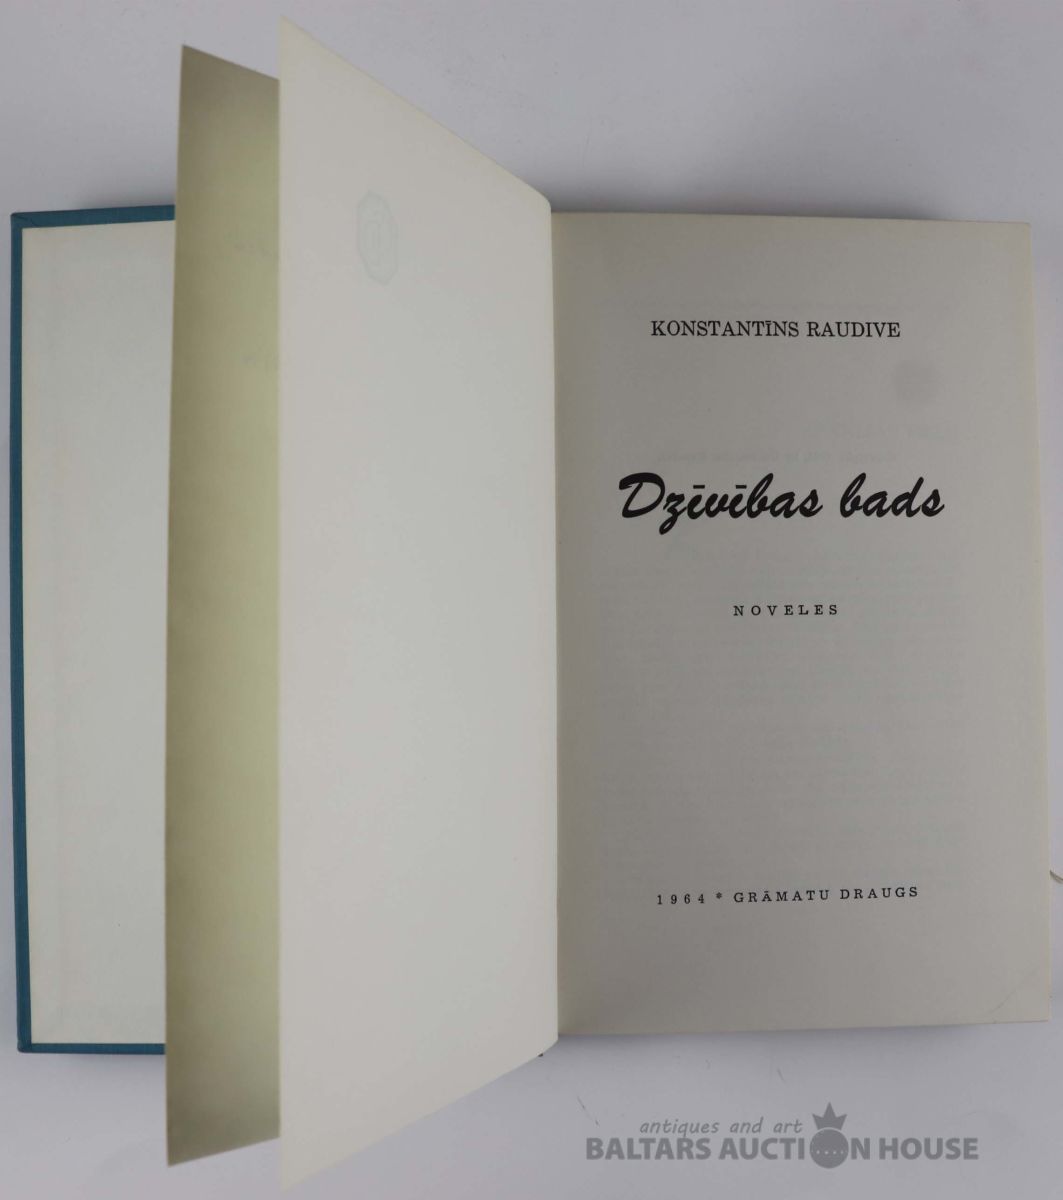 KONSTANTĪNS RAUDIVE
Dzīvības bads
NOVELES
1964 * GRĀMATU DRAUGS
antiques and art
BALTARS AUCTION HOUSE